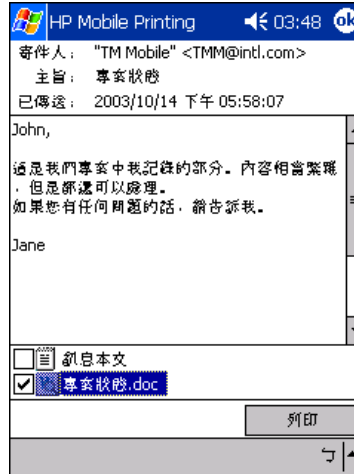 HP Mobile Printing 03:48 ok
寄件人： "TM Mobile" <TMM@intl.com>
主旨： 專案狀態
已傳送： 2003/10/14 下午 05:58:07
John,
這是我們專案中我記錄的部分。內容相當緊雜
，但是都還可以處理。
如果您有任何問題的話，請告訴我。
Jane
訊息本文
專案狀態.doc
列印
ㄅ